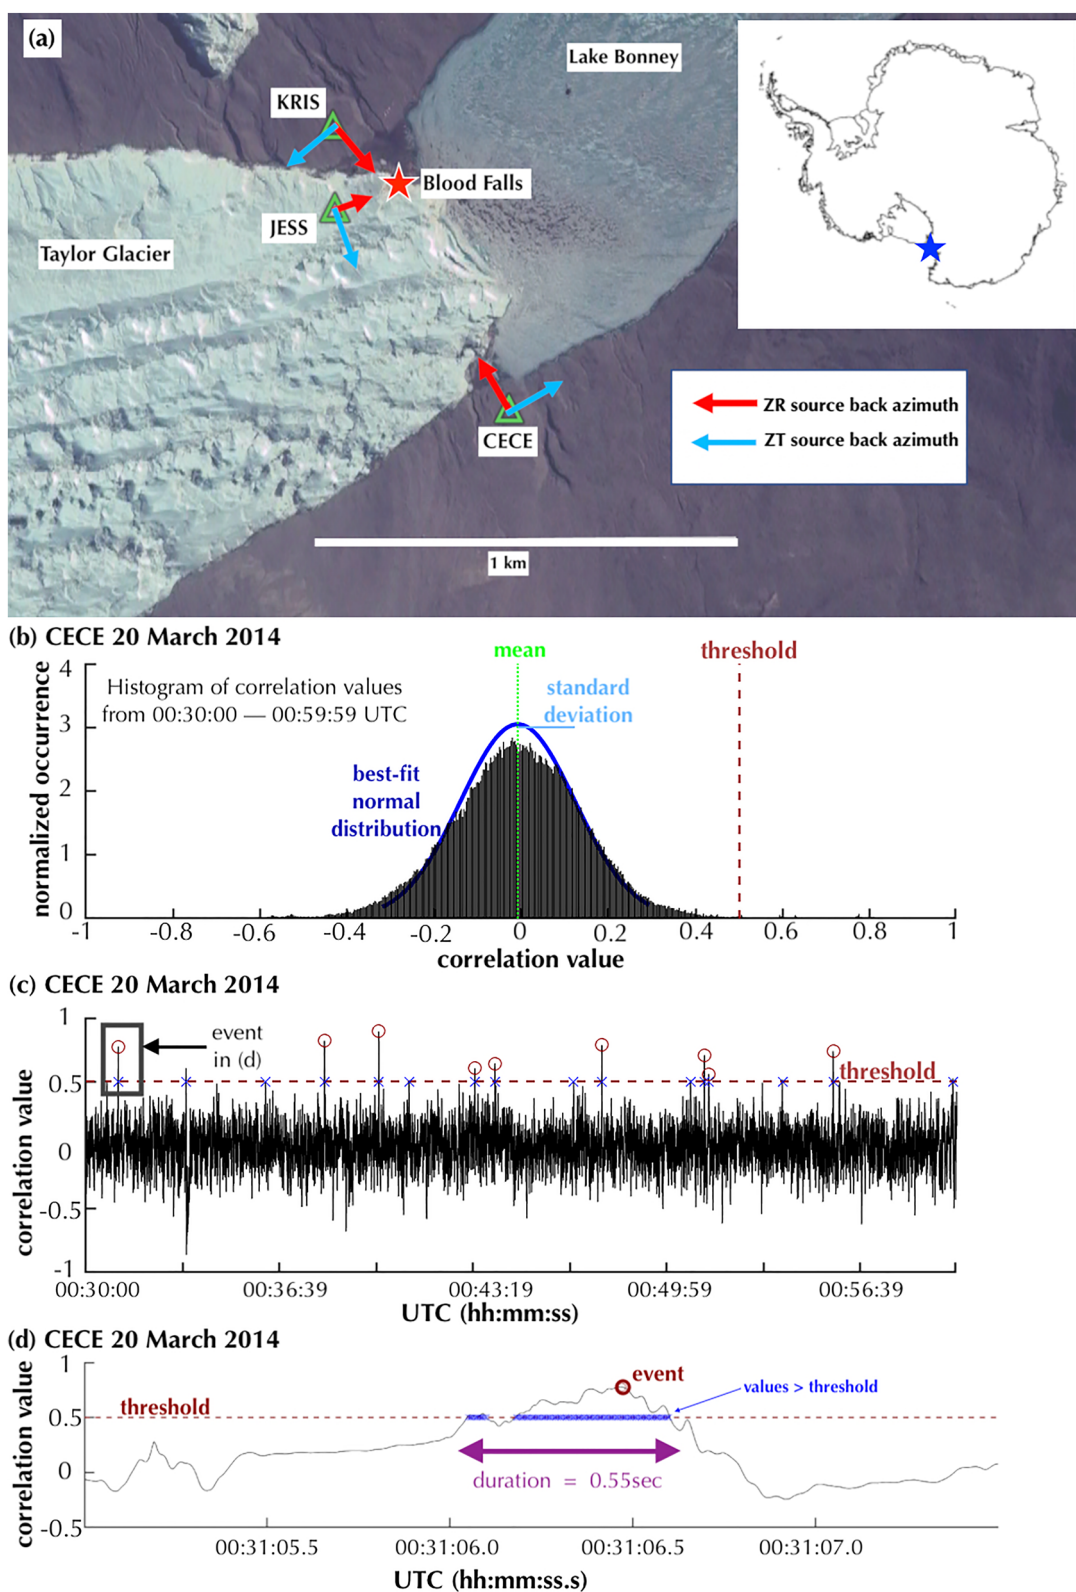 (a)
Lake Bonney
KRIS
Blood Falls
JESS
Taylor Glacier
CECE
ZR source back azimuth
ZT source back azimuth
1 km
(b) CECE 20 March 2014
mean
threshold
Histogram of correlation values
from 00:30:00 — 00:59:59 UTC
standard
deviation
best-fit
normal
distribution
normalized occurrence
4
3
2
1
0
-1 -0.8 -0.6 -0.4 -0.2 0 0.2 0.4 0.6 0.8 1
correlation value
(c) CECE 20 March 2014
event
in (d)
threshold
correlation value
1
0.5
0
-0.5
-1
00:30:00 00:36:39 00:43:19 00:49:59 00:56:39
UTC (hh:mm:ss)
(d) CECE 20 March 2014
event
values > threshold
threshold
duration = 0.55sec
correlation value
1
0.5
0
-0.5
00:31:05.5 00:31:06.0 00:31:06.5 00:31:07.0
UTC (hh:mm:ss.s)